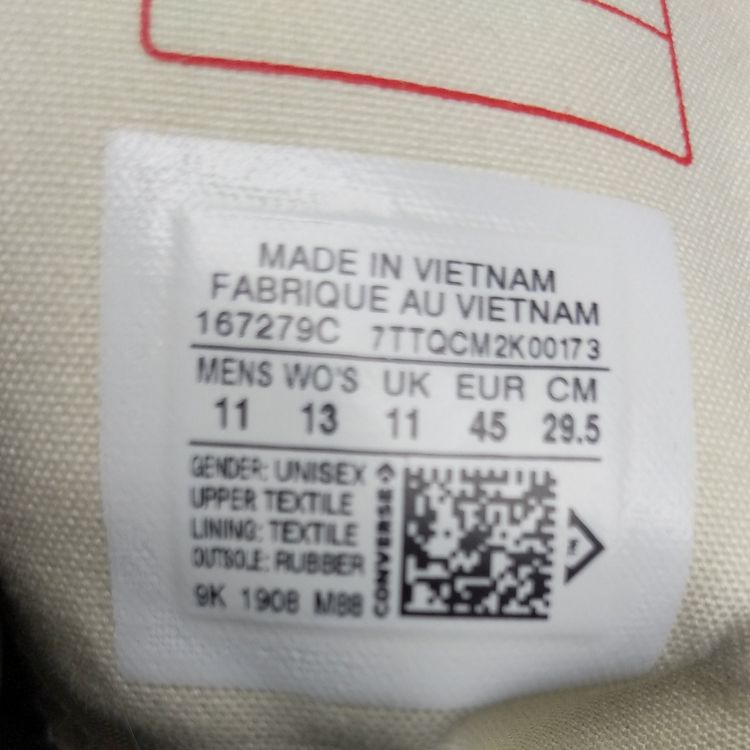 MADE IN VIETNAM
FABRIQUE AU VIETNAM
167279C 7TTQCM2K00173
MENS WO'S UK EUR CM
11 13 11 45 29.5
GENDER: UNISEX
UPPER TEXTILE
LINING: TEXTILE
OUTSOLE: RUBBER
9K 1908 M88
CONVERSE